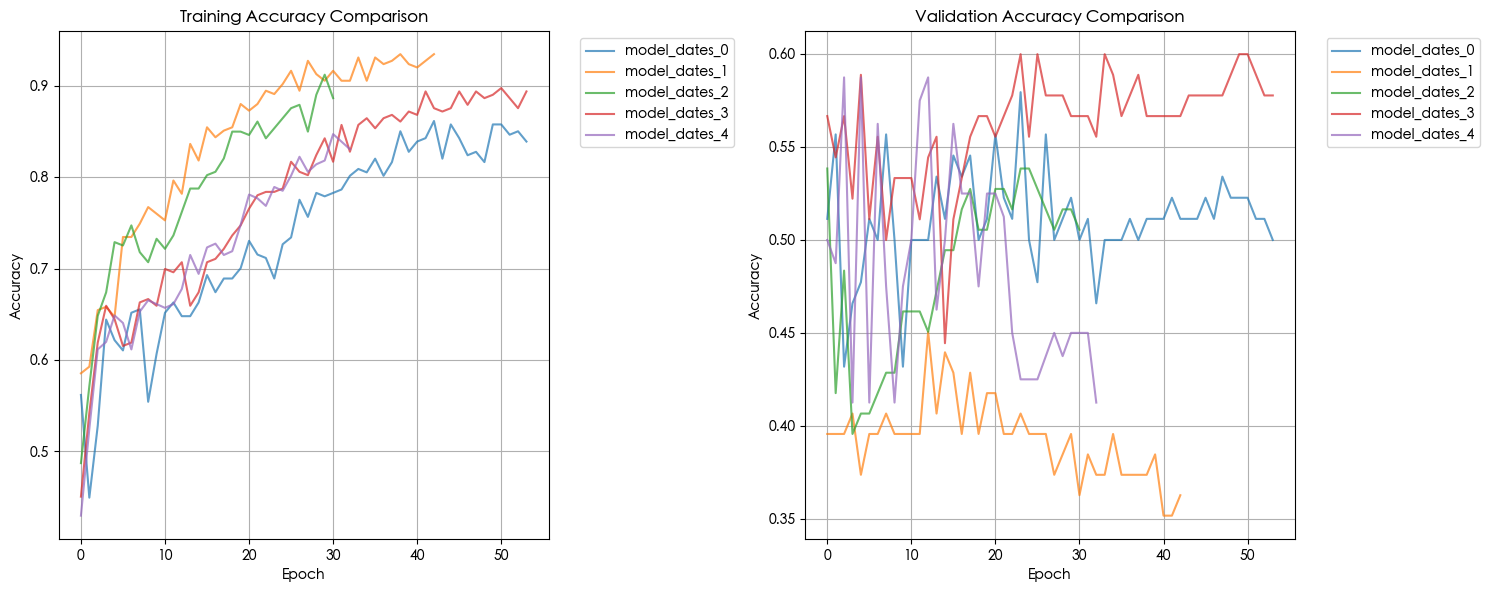 Training Accuracy Comparison
Accuracy
0.9
0.8
0.7
0.6
0.5
0 10 20 30 40 50
Epoch
model_dates_0
model_dates_1
model_dates_2
model_dates_3
model_dates_4
Validation Accuracy Comparison
Accuracy
0.60
0.55
0.50
0.45
0.40
0.35
0 10 20 30 40 50
Epoch
model_dates_0
model_dates_1
model_dates_2
model_dates_3
model_dates_4